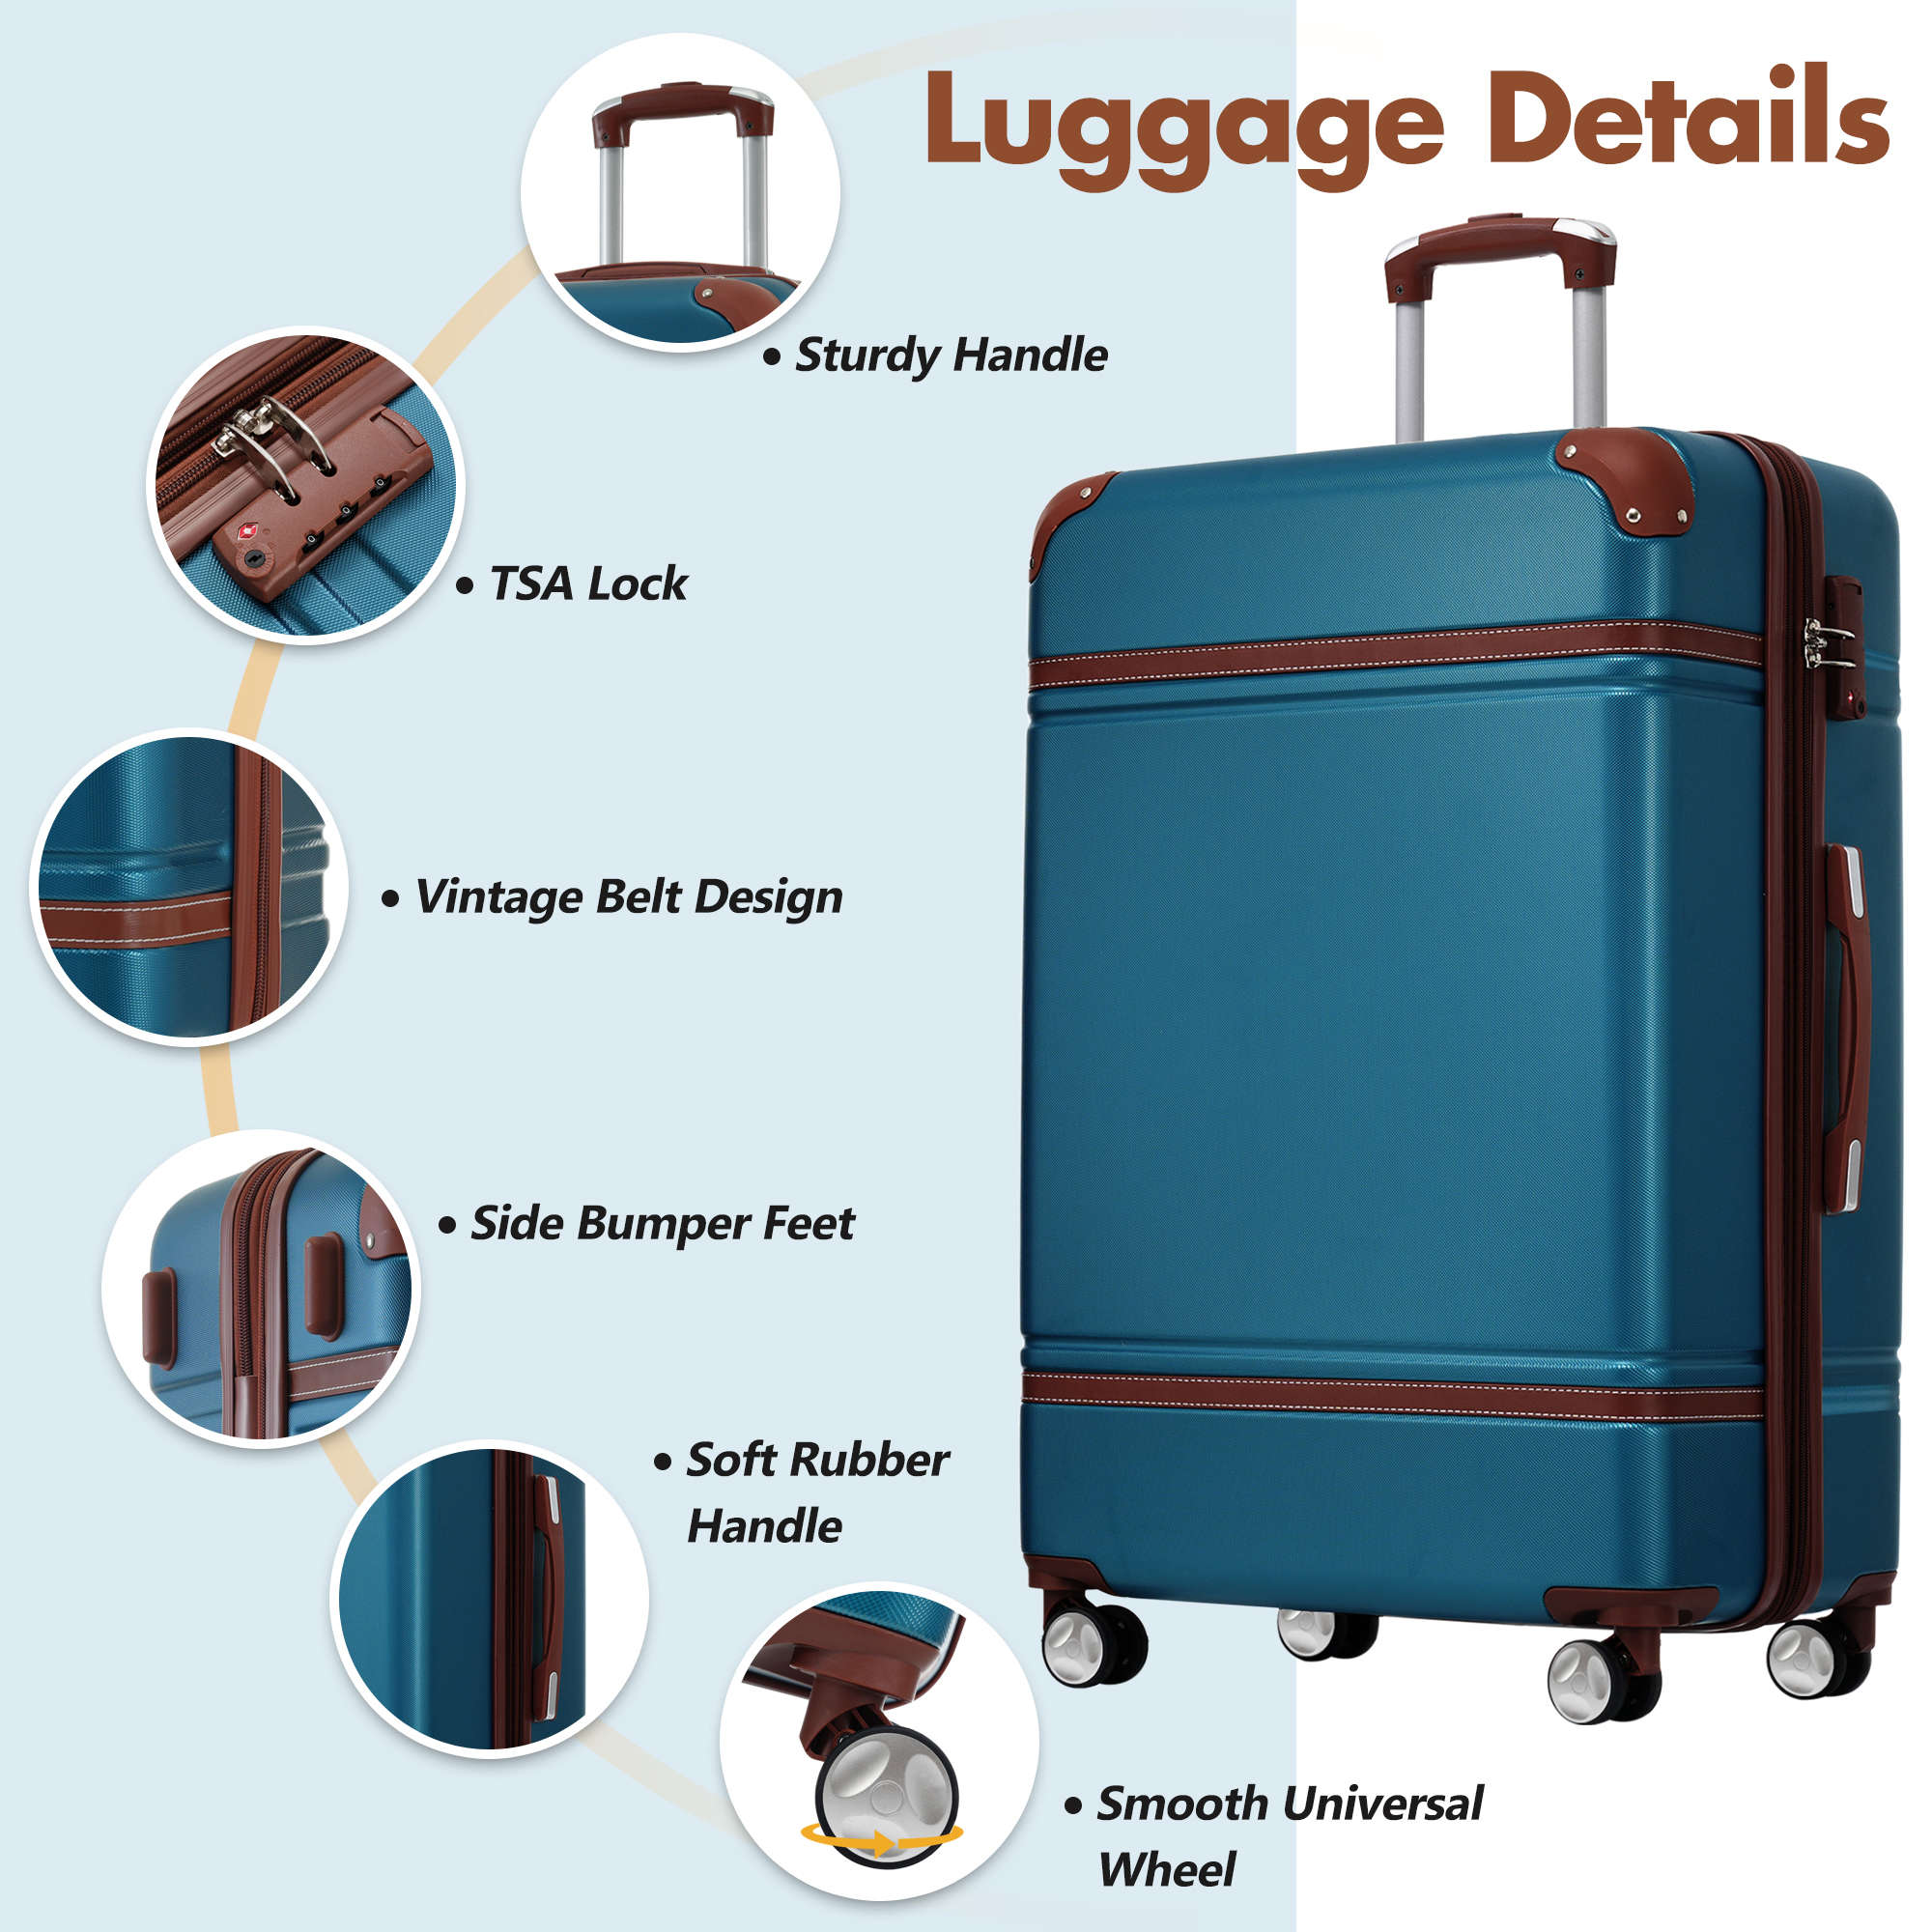 Luggage Details
• Sturdy Handle
• TSA Lock
• Vintage Belt Design
• Side Bumper Feet
• Soft Rubber
Handle
• Smooth Universal
Wheel